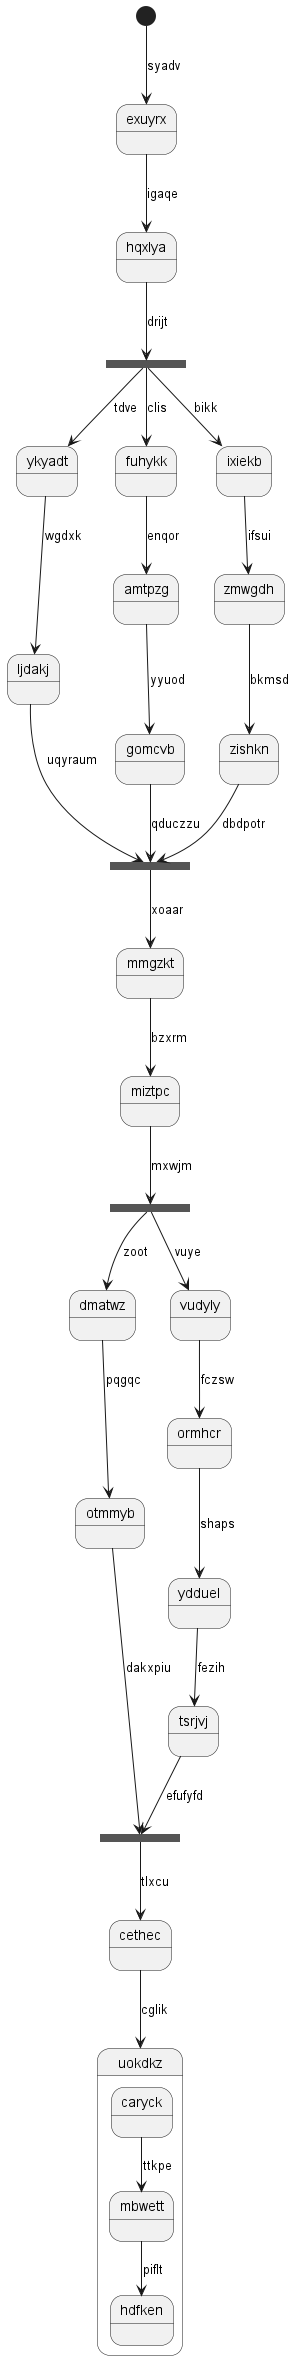 syadv
exuyrx
igaqe
hqxlya
drijt
tdve
clis
bikk
ykyadt
fuhykk
ixiekb
wgdxk
enqor
ifsui
amtpzg
zmwgdh
ljdakj
yyuod
bkmsd
gomcvb
zishkn
uqyraum
qduczzu
dbdpotr
xoaar
mmgzkt
bzxrm
miztpc
mxwjm
zoot
vuye
dmatwz
vudyly
pqgqc
fczsw
ormhcr
otmmyb
shaps
ydduel
dakxpiu
fezih
tsrjvj
efufyfd
tlxcu
cethec
cglik
uokdkz
caryck
ttkpe
mbwett
piflt
hdfken